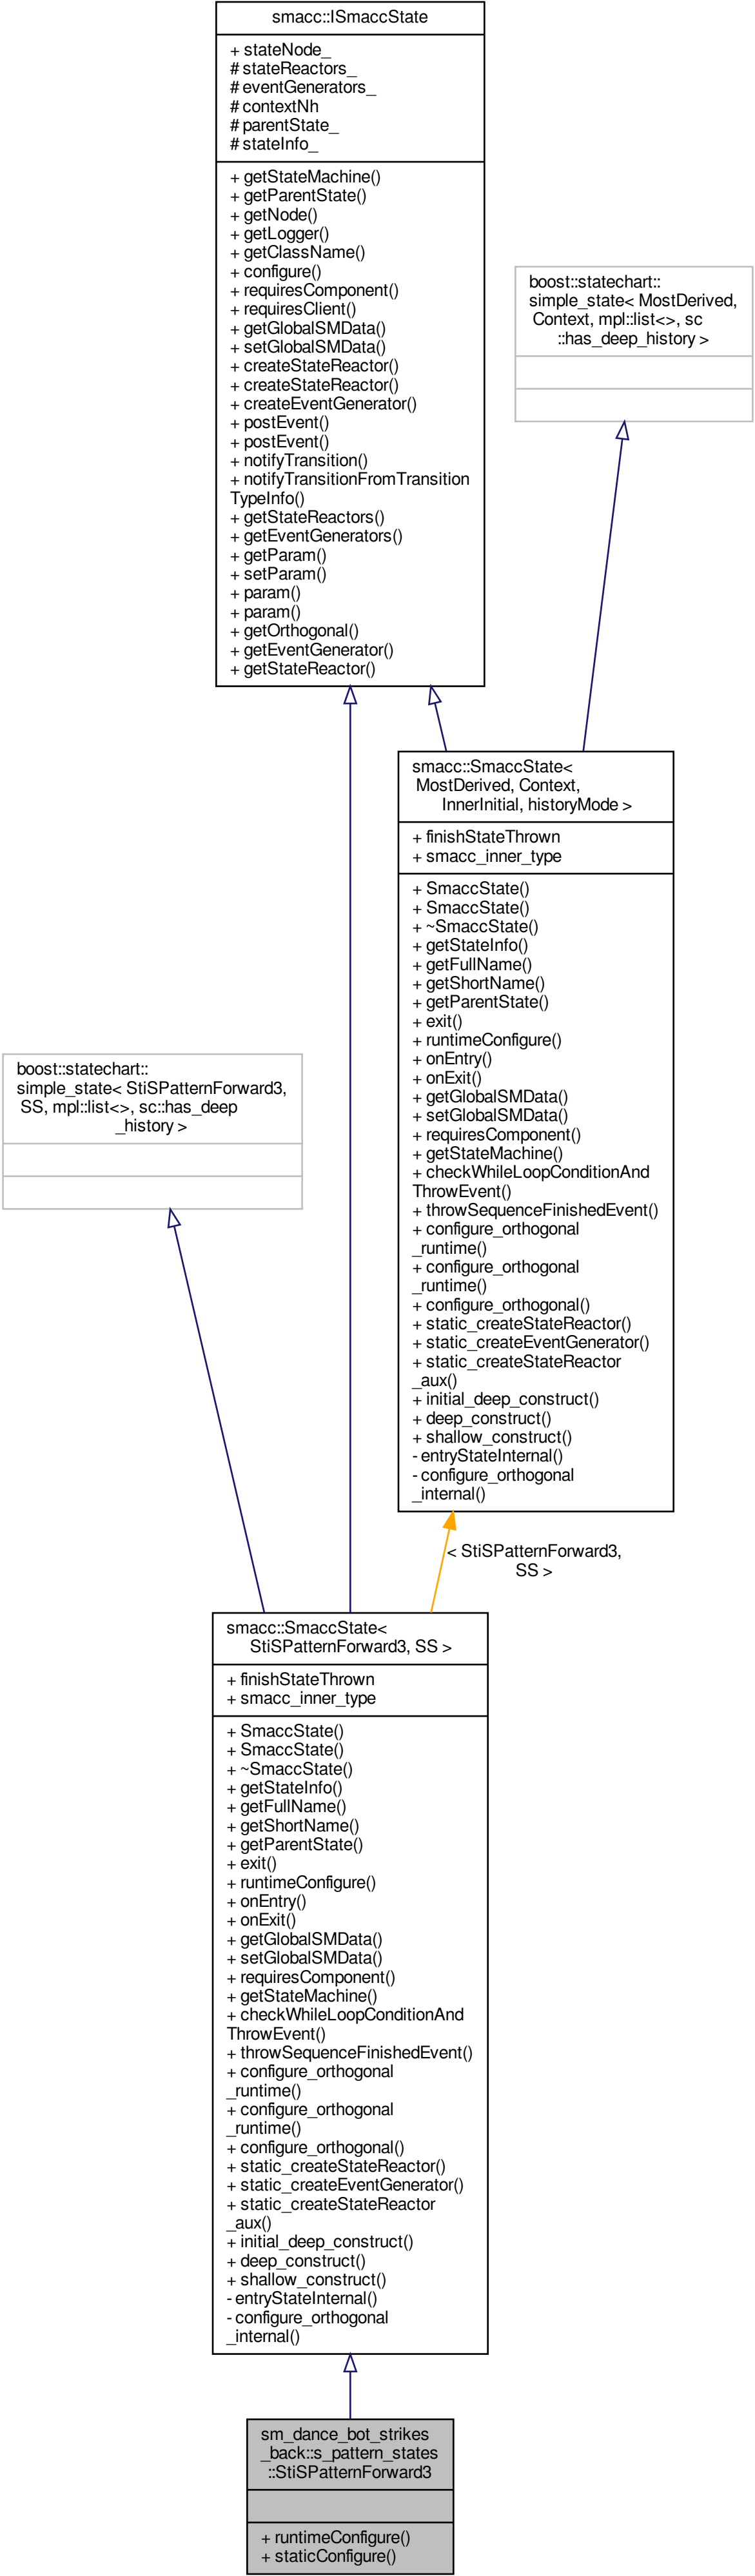 smacc::ISmaccState
+ stateNode_
# stateReactors_
# eventGenerators_
# contextNh
# parentState_
# stateInfo_
+ getStateMachine()
+ getParentState()
+ getNode()
+ getLogger()
+ getClassName()
+ configure()
+ requiresComponent()
+ requiresClient()
+ getGlobalSMData()
+ setGlobalSMData()
+ createStateReactor()
+ createStateReactor()
+ createEventGenerator()
+ postEvent()
+ postEvent()
+ notifyTransition()
+ notifyTransitionFromTransition
TypeInfo()
+ getStateReactors()
+ getEventGenerators()
+ getParam()
+ setParam()
+ param()
+ param()
+ getOrthogonal()
+ getEventGenerator()
+ getStateReactor()
boost::statechart::
simple_state< MostDerived,
Context, mpl::list<>, sc
::has_deep_history >
smacc::SmaccState<
MostDerived, Context,
InnerInitial, historyMode >
+ finishStateThrown
+ smacc_inner_type
+ SmaccState()
+ SmaccState()
+ ~SmaccState()
+ getStateInfo()
+ getFullName()
+ getShortName()
+ getParentState()
+ exit()
+ runtimeConfigure()
+ onEntry()
+ onExit()
+ getGlobalSMData()
+ setGlobalSMData()
+ requiresComponent()
+ getStateMachine()
+ checkWhileLoopConditionAnd
ThrowEvent()
+ throwSequenceFinishedEvent()
+ configure_orthogonal
_runtime()
+ configure_orthogonal
_runtime()
+ configure_orthogonal()
+ static_createStateReactor()
+ static_createEventGenerator()
+ static_createStateReactor
_aux()
+ initial_deep_construct()
+ deep_construct()
+ shallow_construct()
- entryStateInternal()
- configure_orthogonal
_internal()
boost::statechart::
simple_state< StiSPatternForward3,
SS, mpl::list<>, sc::has_deep
_history >
< StiSPatternForward3,
SS >
smacc::SmaccState<
StiSPatternForward3, SS >
+ finishStateThrown
+ smacc_inner_type
+ SmaccState()
+ SmaccState()
+ ~SmaccState()
+ getStateInfo()
+ getFullName()
+ getShortName()
+ getParentState()
+ exit()
+ runtimeConfigure()
+ onEntry()
+ onExit()
+ getGlobalSMData()
+ setGlobalSMData()
+ requiresComponent()
+ getStateMachine()
+ checkWhileLoopConditionAnd
ThrowEvent()
+ throwSequenceFinishedEvent()
+ configure_orthogonal
_runtime()
+ configure_orthogonal
_runtime()
+ configure_orthogonal()
+ static_createStateReactor()
+ static_createEventGenerator()
+ static_createStateReactor
_aux()
+ initial_deep_construct()
+ deep_construct()
+ shallow_construct()
- entryStateInternal()
- configure_orthogonal
_internal()
sm_dance_bot_strikes
_back::s_pattern_states
::StiSPatternForward3
+ runtimeConfigure()
+ staticConfigure()